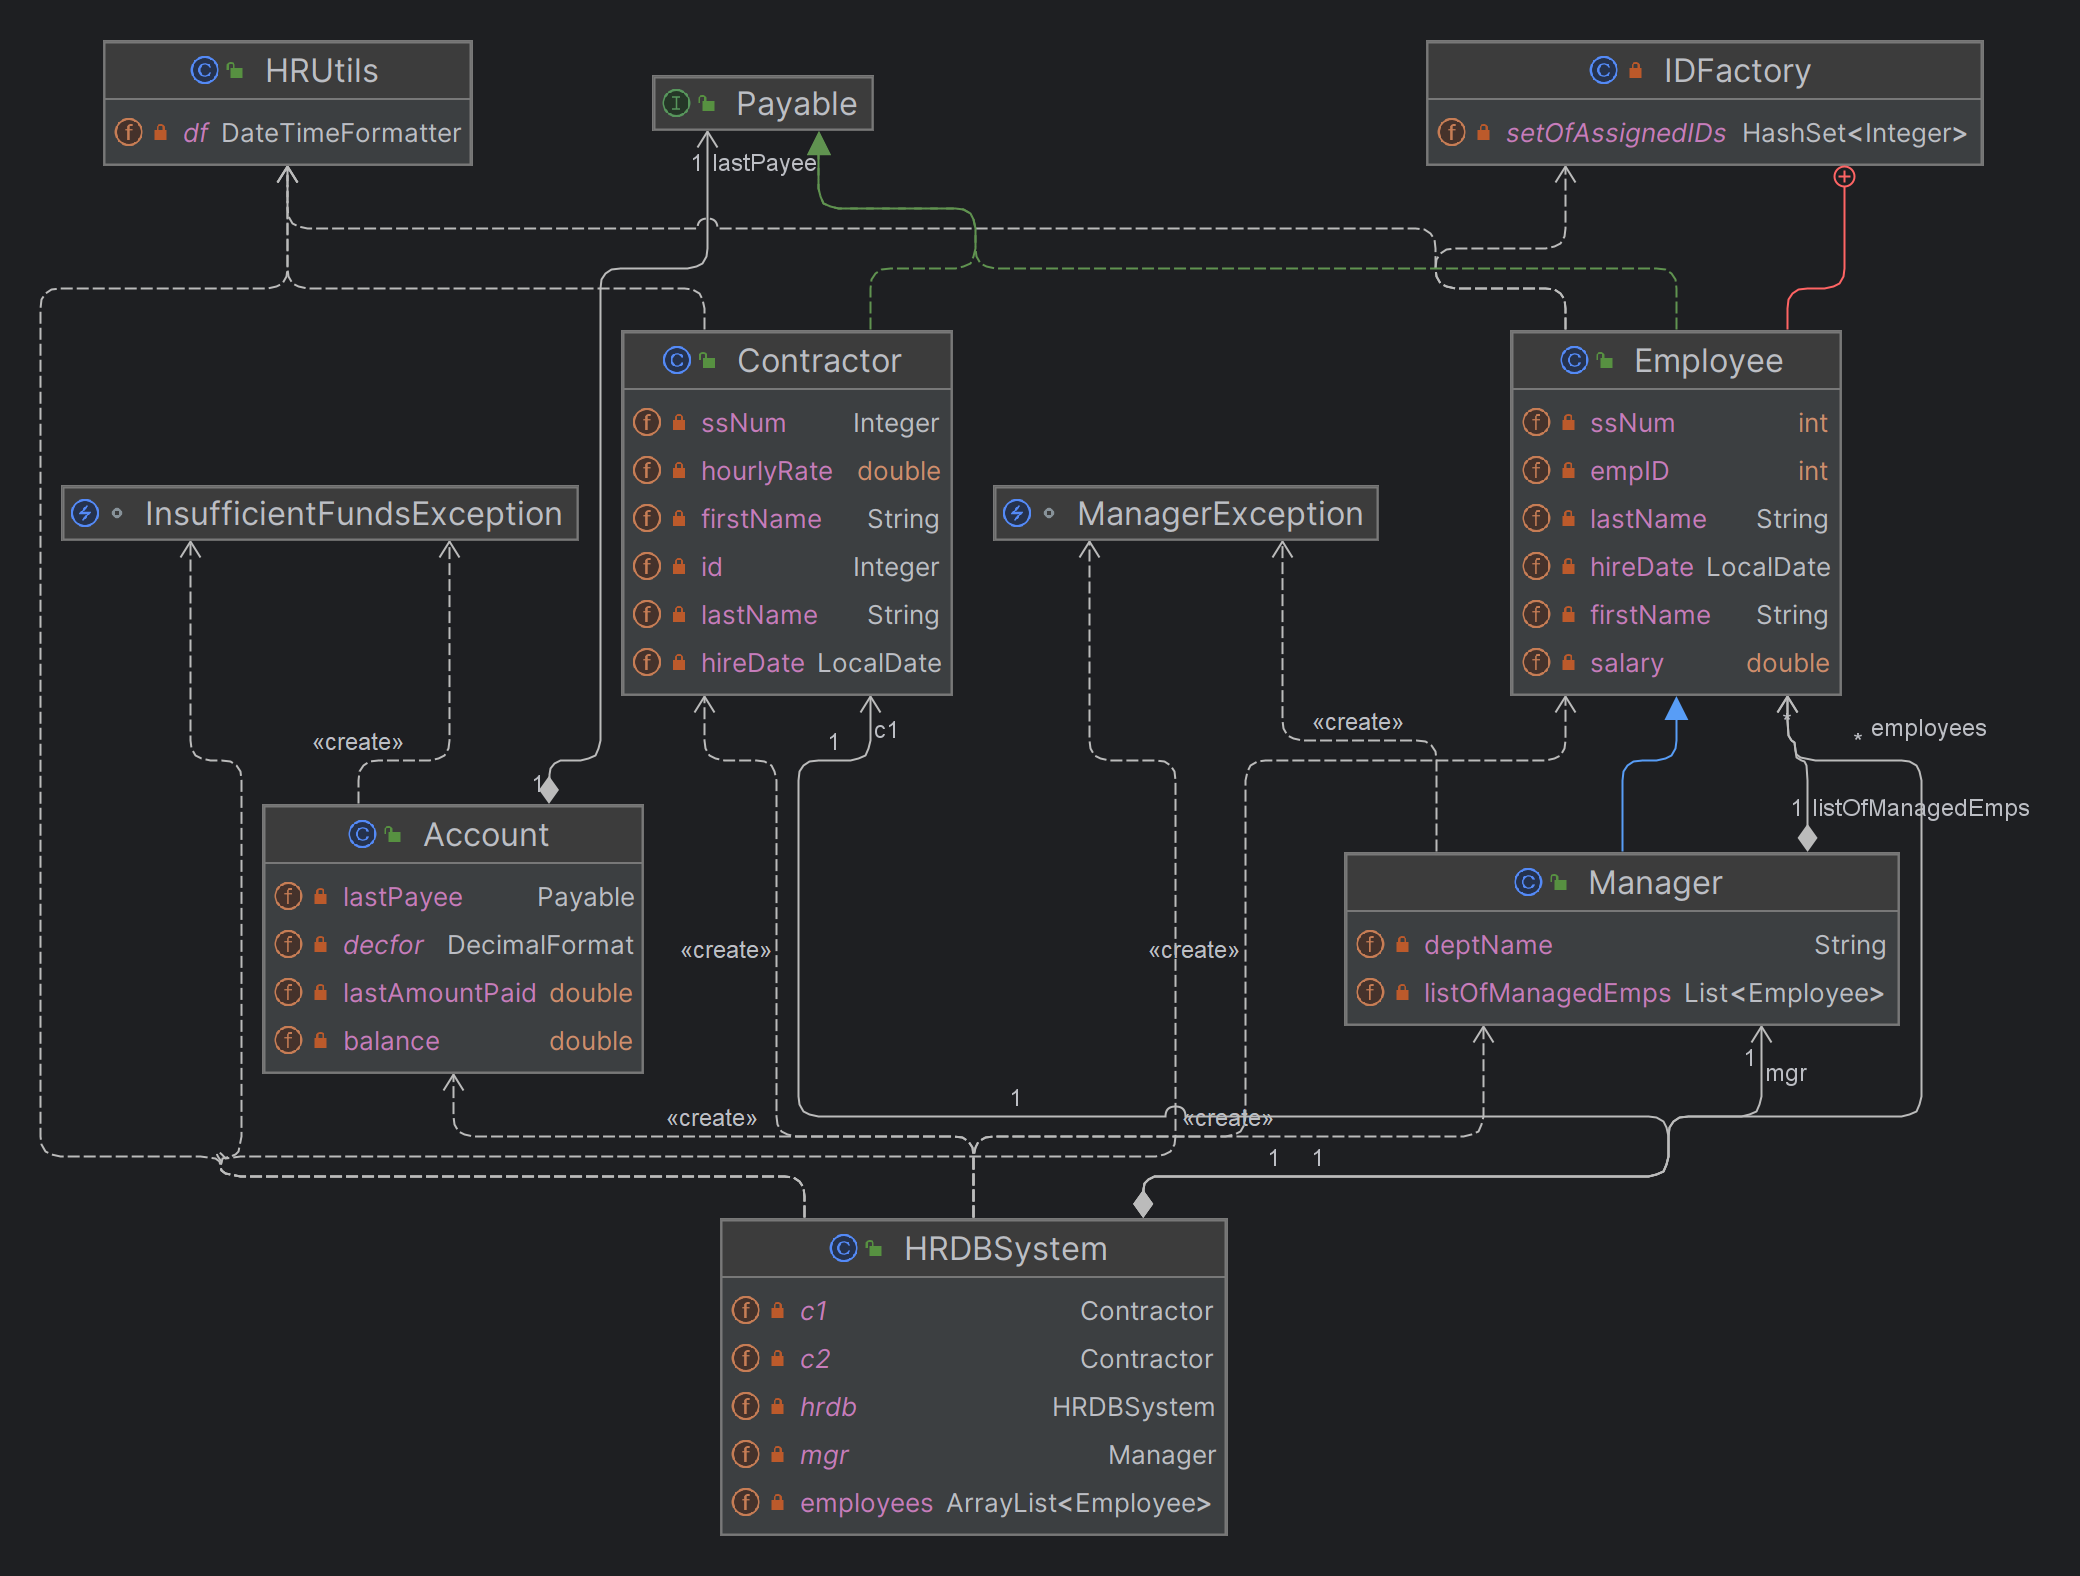 HRUtils
df DateTimeFormatter
Payable
IDFactory
setOfAssignedIDs HashSet<Integer>
1 lastPayee
Contractor
ssNum Integer
hourlyRate double
firstName String
id Integer
lastName String
hireDate LocalDate
Employee
ssNum int
empID int
lastName String
hireDate LocalDate
firstName String
salary double
InsufficientFundsException
ManagerException
«create»
1
1 c1
«create»
*
* employees
1 listOfManagedEmps
Account
lastPayee Payable
decfor DecimalFormat
lastAmountPaid double
balance double
Manager
deptName String
listOfManagedEmps List<Employee>
«create»
«create»
1 mgr
1
«create»
«create»
1 1
HRDBSystem
c1 Contractor
c2 Contractor
hrdb HRDBSystem
mgr Manager
employees ArrayList<Employee>